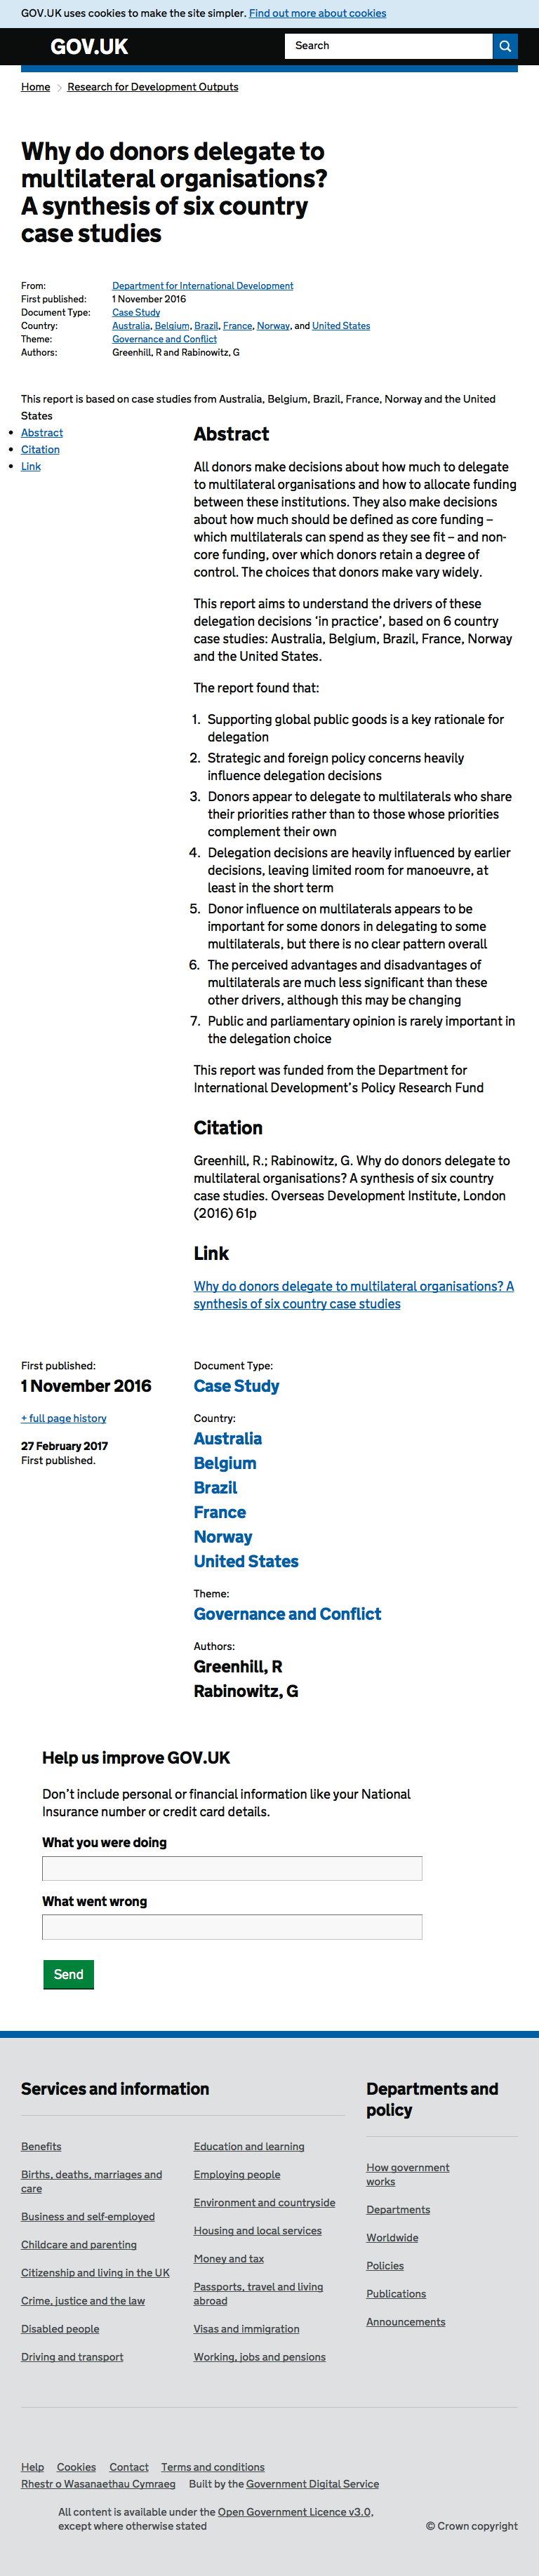 GOV.UK uses cookies to make the site simpler. Find out more about cookies
GOV.UK
Search
Home
Research for Development Outputs
Why do donors delegate to
multilateral organisations?
A synthesis of six country
case studies
From: Department for International Development
First published: 1 November 2016
Document Type: Case Study
Country: Australia, Belgium, Brazil, France, Norway, and United States
Theme: Governance and Conflict
Authors: Greenhill, R and Rabinowitz, G
This report is based on case studies from Australia, Belgium, Brazil, France, Norway and the United
States
• Abstract
• Citation
• Link
Abstract
All donors make decisions about how much to delegate
to multilateral organisations and how to allocate funding
between these institutions. They also make decisions
about how much should be defined as core funding –
which multilaterals can spend as they see fit – and non-
core funding, over which donors retain a degree of
control. The choices that donors make vary widely.
This report aims to understand the drivers of these
delegation decisions ‘in practice’, based on 6 country
case studies: Australia, Belgium, Brazil, France, Norway
and the United States.
The report found that:
1. Supporting global public goods is a key rationale for
delegation
2. Strategic and foreign policy concerns heavily
influence delegation decisions
3. Donors appear to delegate to multilaterals who share
their priorities rather than to those whose priorities
complement their own
4. Delegation decisions are heavily influenced by earlier
decisions, leaving limited room for manoeuvre, at
least in the short term
5. Donor influence on multilaterals appears to be
important for some donors in delegating to some
multilaterals, but there is no clear pattern overall
6. The perceived advantages and disadvantages of
multilaterals are much less significant than these
other drivers, although this may be changing
7. Public and parliamentary opinion is rarely important in
the delegation choice
This report was funded from the Department for
International Development’s Policy Research Fund
Citation
Greenhill, R.; Rabinowitz, G. Why do donors delegate to
multilateral organisations? A synthesis of six country
case studies. Overseas Development Institute, London
(2016) 61p
Link
Why do donors delegate to multilateral organisations? A
synthesis of six country case studies
First published:
1 November 2016
+ full page history
27 February 2017
First published.
Document Type:
Case Study
Country:
Australia
Belgium
Brazil
France
Norway
United States
Theme:
Governance and Conflict
Authors:
Greenhill, R
Rabinowitz, G
Help us improve GOV.UK
Don’t include personal or financial information like your National
Insurance number or credit card details.
What you were doing
What went wrong
Send
Services and information
Benefits
Births, deaths, marriages and
care
Business and self-employed
Childcare and parenting
Citizenship and living in the UK
Crime, justice and the law
Disabled people
Driving and transport
Education and learning
Employing people
Environment and countryside
Housing and local services
Money and tax
Passports, travel and living
abroad
Visas and immigration
Working, jobs and pensions
Departments and
policy
How government
works
Departments
Worldwide
Policies
Publications
Announcements
Help Cookies Contact Terms and conditions
Rhestr o Wasanaethau Cymraeg Built by the Government Digital Service
All content is available under the Open Government Licence v3.0,
except where otherwise stated
© Crown copyright